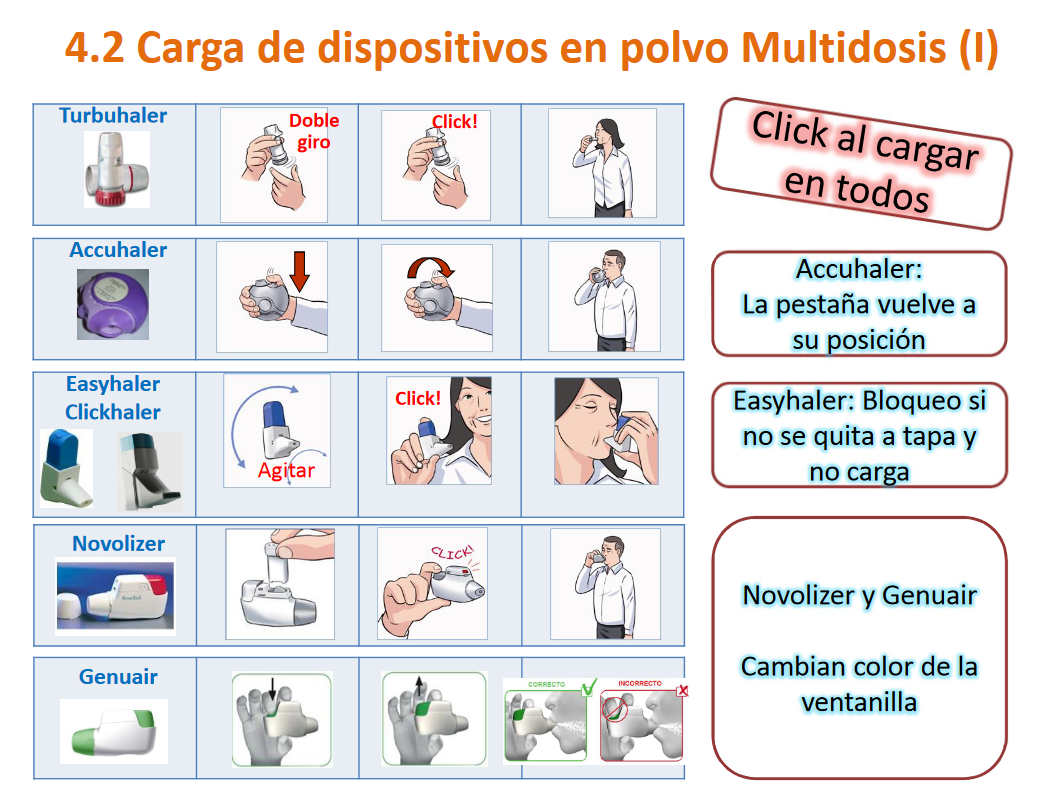 4.2 Carga de dispositivos en polvo Multidosis (I)
Turbuhaler
Doble
giro
Click!
Click al cargar
en todos
Accuhaler
Accuhaler:
La pestaña vuelve a
su posición
Easyhaler
Clickhaler
Agitar
Click!
Easyhaler: Bloqueo si
no se quita a tapa y
no carga
Novolizer
CLICK!
Novolizer y Genuair
Cambian color de la
ventanilla
Genuair
CORRECTO
INCORRECTO